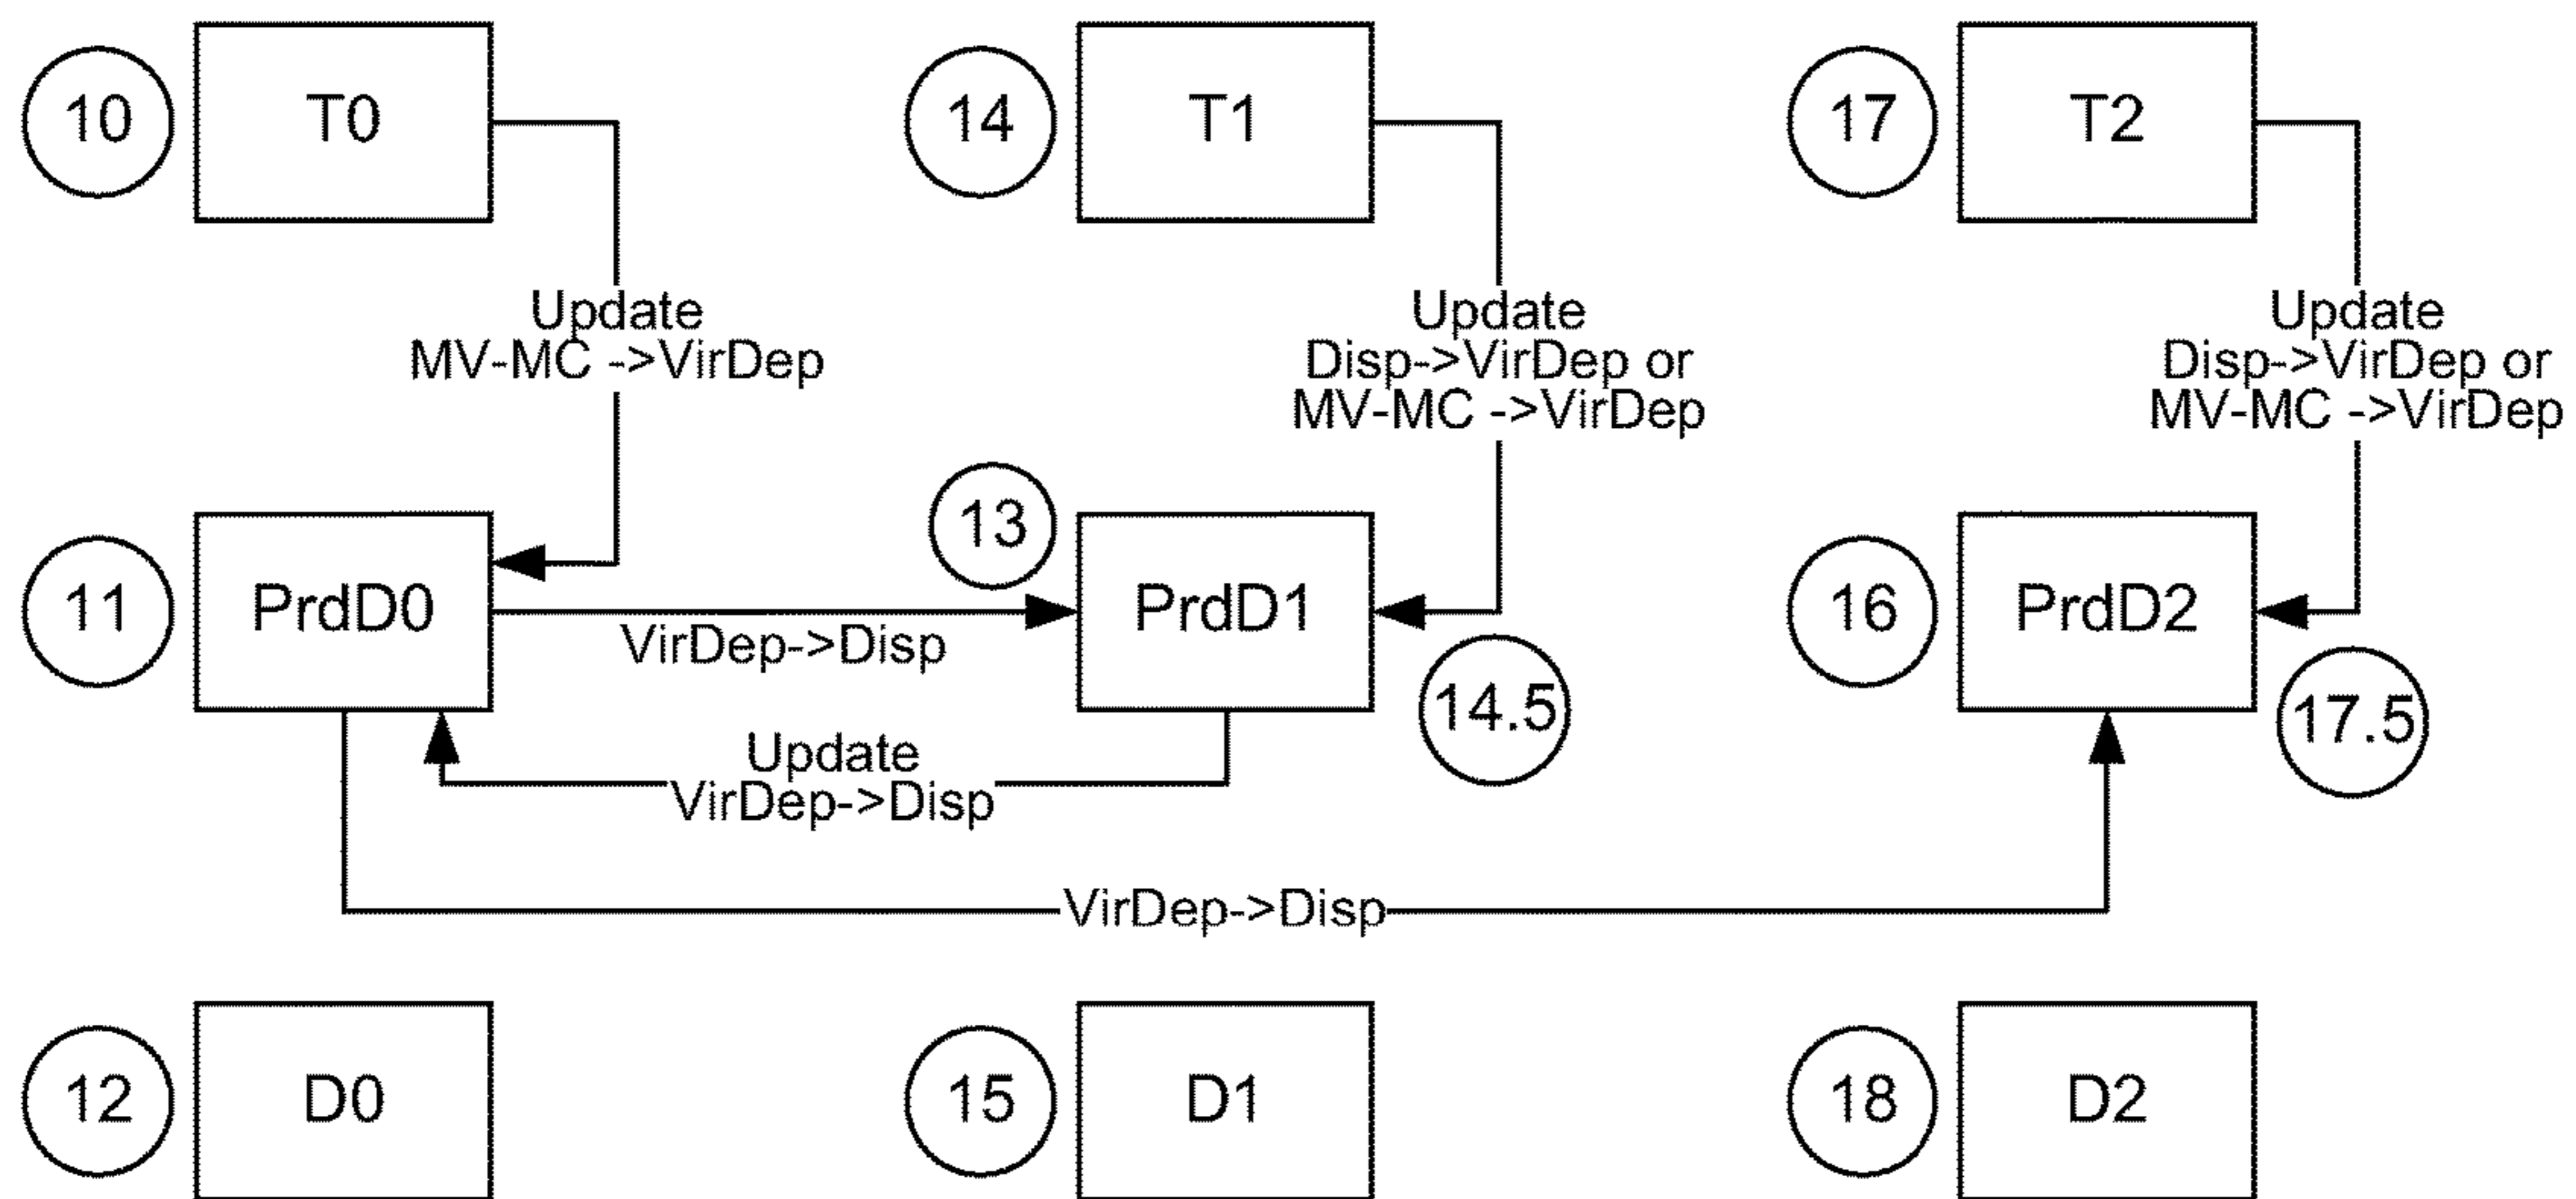 10
T0
14
T1
17
T2
Update
MV-MC ->VirDep
Update
Disp->VirDep or
MV-MC ->VirDep
Update
Disp->VirDep or
MV-MC ->VirDep
11
PrdD0
13
PrdD1
16
PrdD2
VirDep->Disp
14.5
17.5
Update
VirDep->Disp
VirDep->Disp
12
D0
15
D1
18
D2